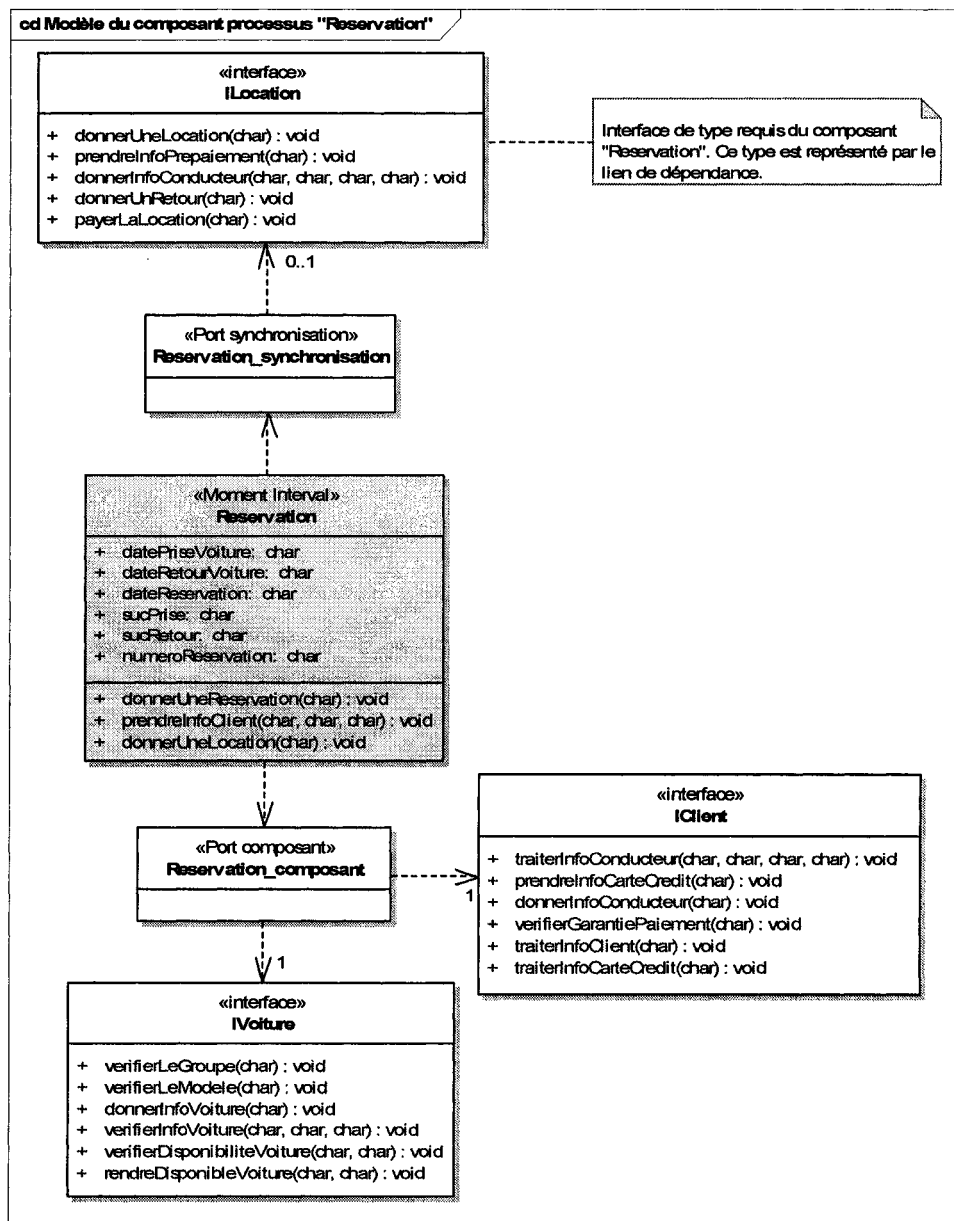 cd Modèle du composant processus "Reservation"
«interface»
ILocation
+ donnerUneLocation(char) : void
+ prendreInfoPrepaiement(char) : void
+ donnerInfoConducteur(char, char, char, char) : void
+ donnerUnRetour(char) : void
+ payerLaLocation(char) : void
Interface de type requis du composant
"Reservation". Ce type est représenté par le
lien de dépendance.
0..1
«Port synchronisation»
Reservation_synchronisation
«Moment Interval»
Reservation
+ datePriseVoiture: char
+ dateRetourVoiture: char
+ dateReservation: char
+ sucPrise: char
+ sucRetour: char
+ numeroReservation: char
+ donnerUneReservation(char) : void
+ prendreInfoClient(char, char, char) : void
+ donnerUneLocation(char) : void
«Port composant»
Reservation_composant
1
«interface»
IClient
+ traiterInfoConducteur(char, char, char, char) : void
+ prendreInfoCarteCredit(char) : void
+ donnerInfoConducteur(char) : void
+ verifierGarantiePaiement(char) : void
+ traiterInfoClient(char) : void
+ traiterInfoCarteCredit(char) : void
1
«interface»
IVoiture
+ verifierLeGroupe(char) : void
+ verifierLeModele(char) : void
+ donnerInfoVoiture(char) : void
+ verifierInfoVoiture(char, char, char) : void
+ verifierDisponibiliteVoiture(char, char) : void
+ rendreDisponibleVoiture(char, char) : void